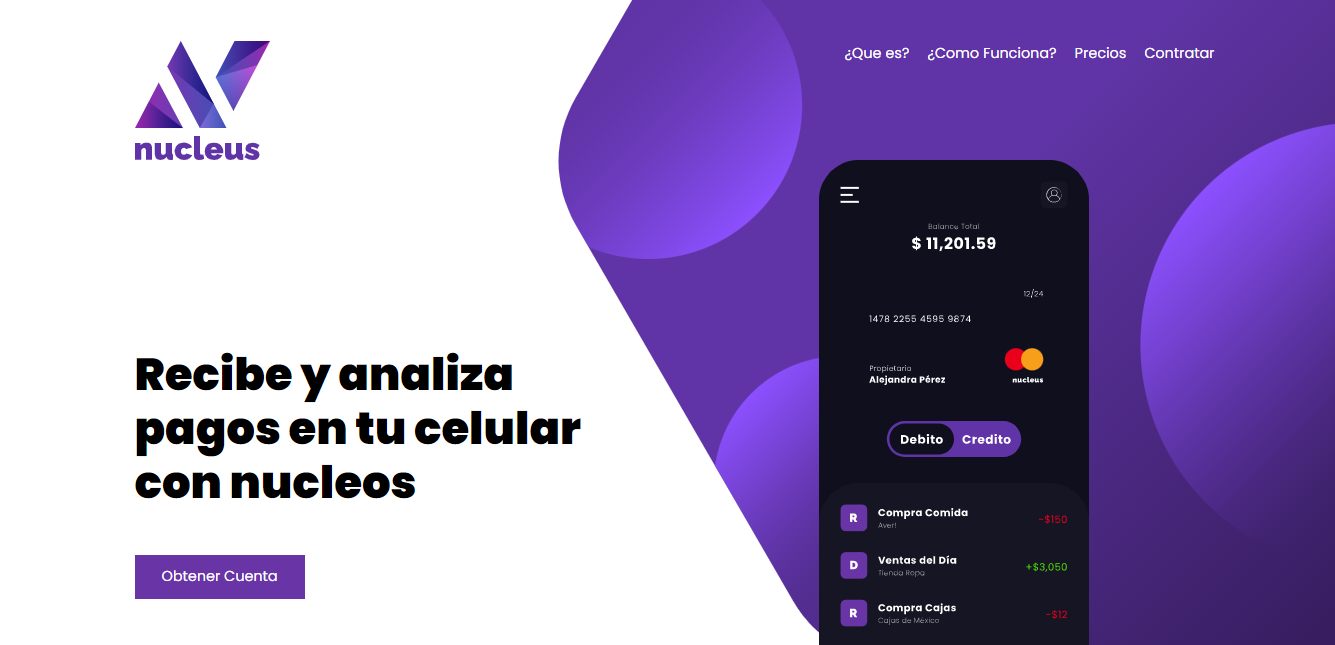 nucleus
¿Que es? ¿Como Funciona? Precios Contratar
Recibe y analiza
pagos en tu celular
con nucleos
Obtener Cuenta
Balance Total
$ 11,201.59
12/24
1478 2255 4595 9874
Propietario
Alejandra Pérez
nucleus
Debito Credito
R Compra Comida -$150
Aver!
D Ventas del Día +$3,050
Tienda Ropa
R Compra Cajas -$12
Cajas de Mexico